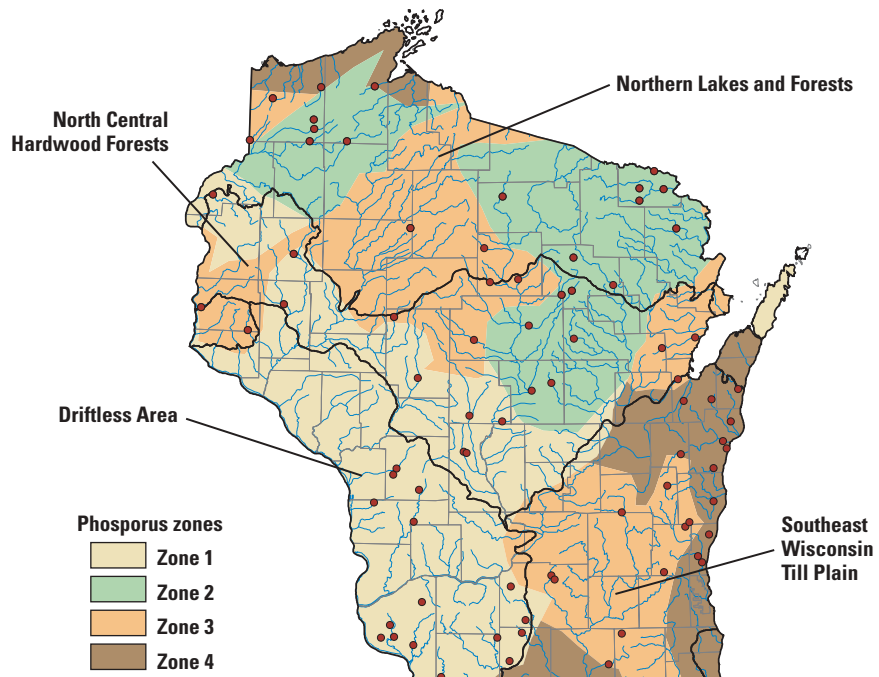 Northern Lakes and Forests
North Central
Hardwood Forests
Driftless Area
Phosporus zones
Zone 1
Zone 2
Zone 3
Zone 4
Southeast
Wisconsin
Till Plain